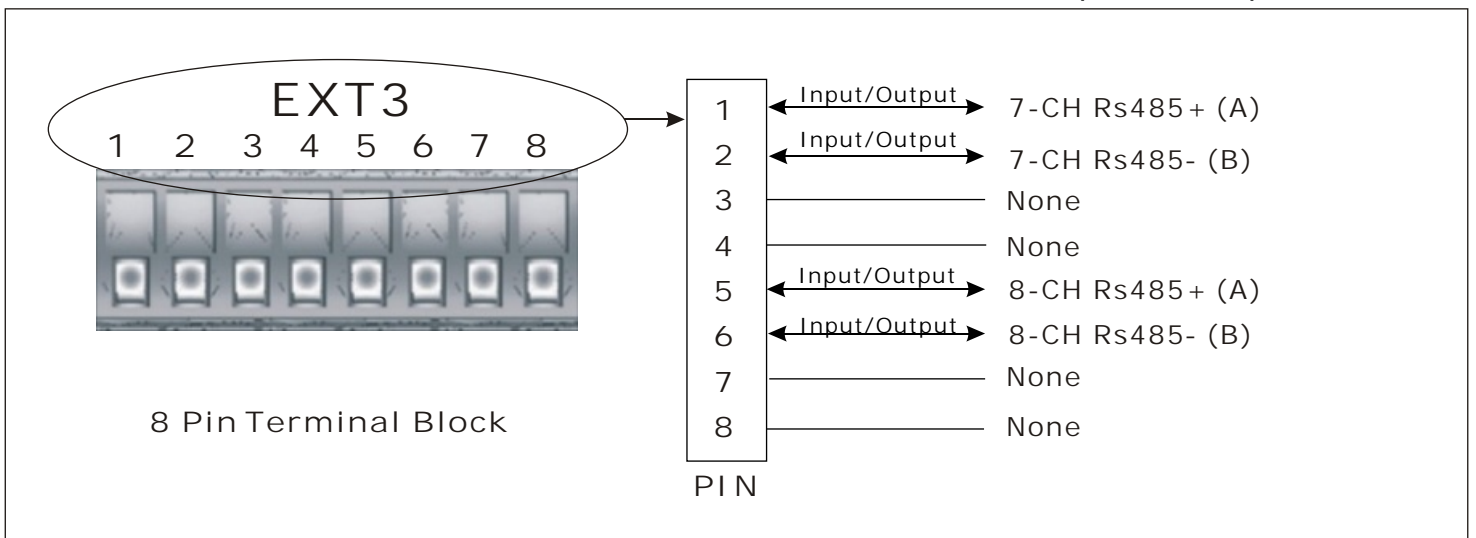 EXT3
1 2 3 4 5 6 7 8
8 Pin Terminal Block
1 Input/Output 7-CH Rs485+ (A)
2 Input/Output 7-CH Rs485- (B)
3 None
4 None
5 Input/Output 8-CH Rs485+ (A)
6 Input/Output 8-CH Rs485- (B)
7 None
8 None
PIN